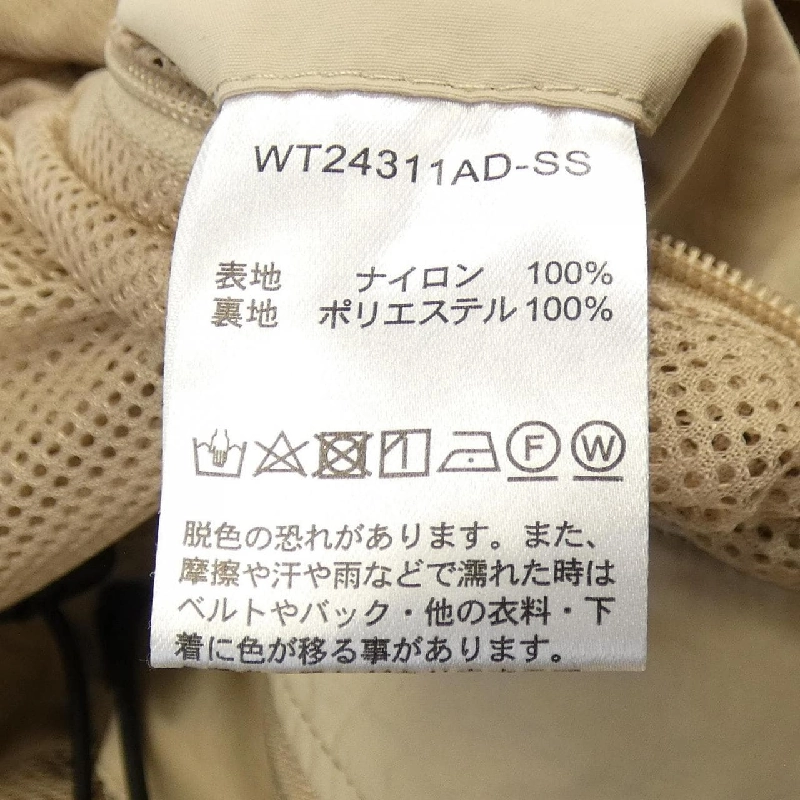 WT24311AD-SS
表地 ナイロン 100%
裏地 ポリエステル 100%
F W
脱色の恐れがあります。また、
摩擦や汗や雨などで濡れた時は
ベルトやバック・他の衣料・下
着に色が移る事があります。